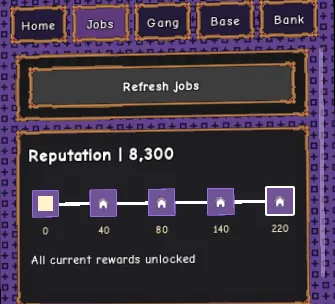 Home Jobs Gang Base Bank
Refresh Jobs
Reputation | 8,300
0 40 80 140 220
All current rewards unlocked